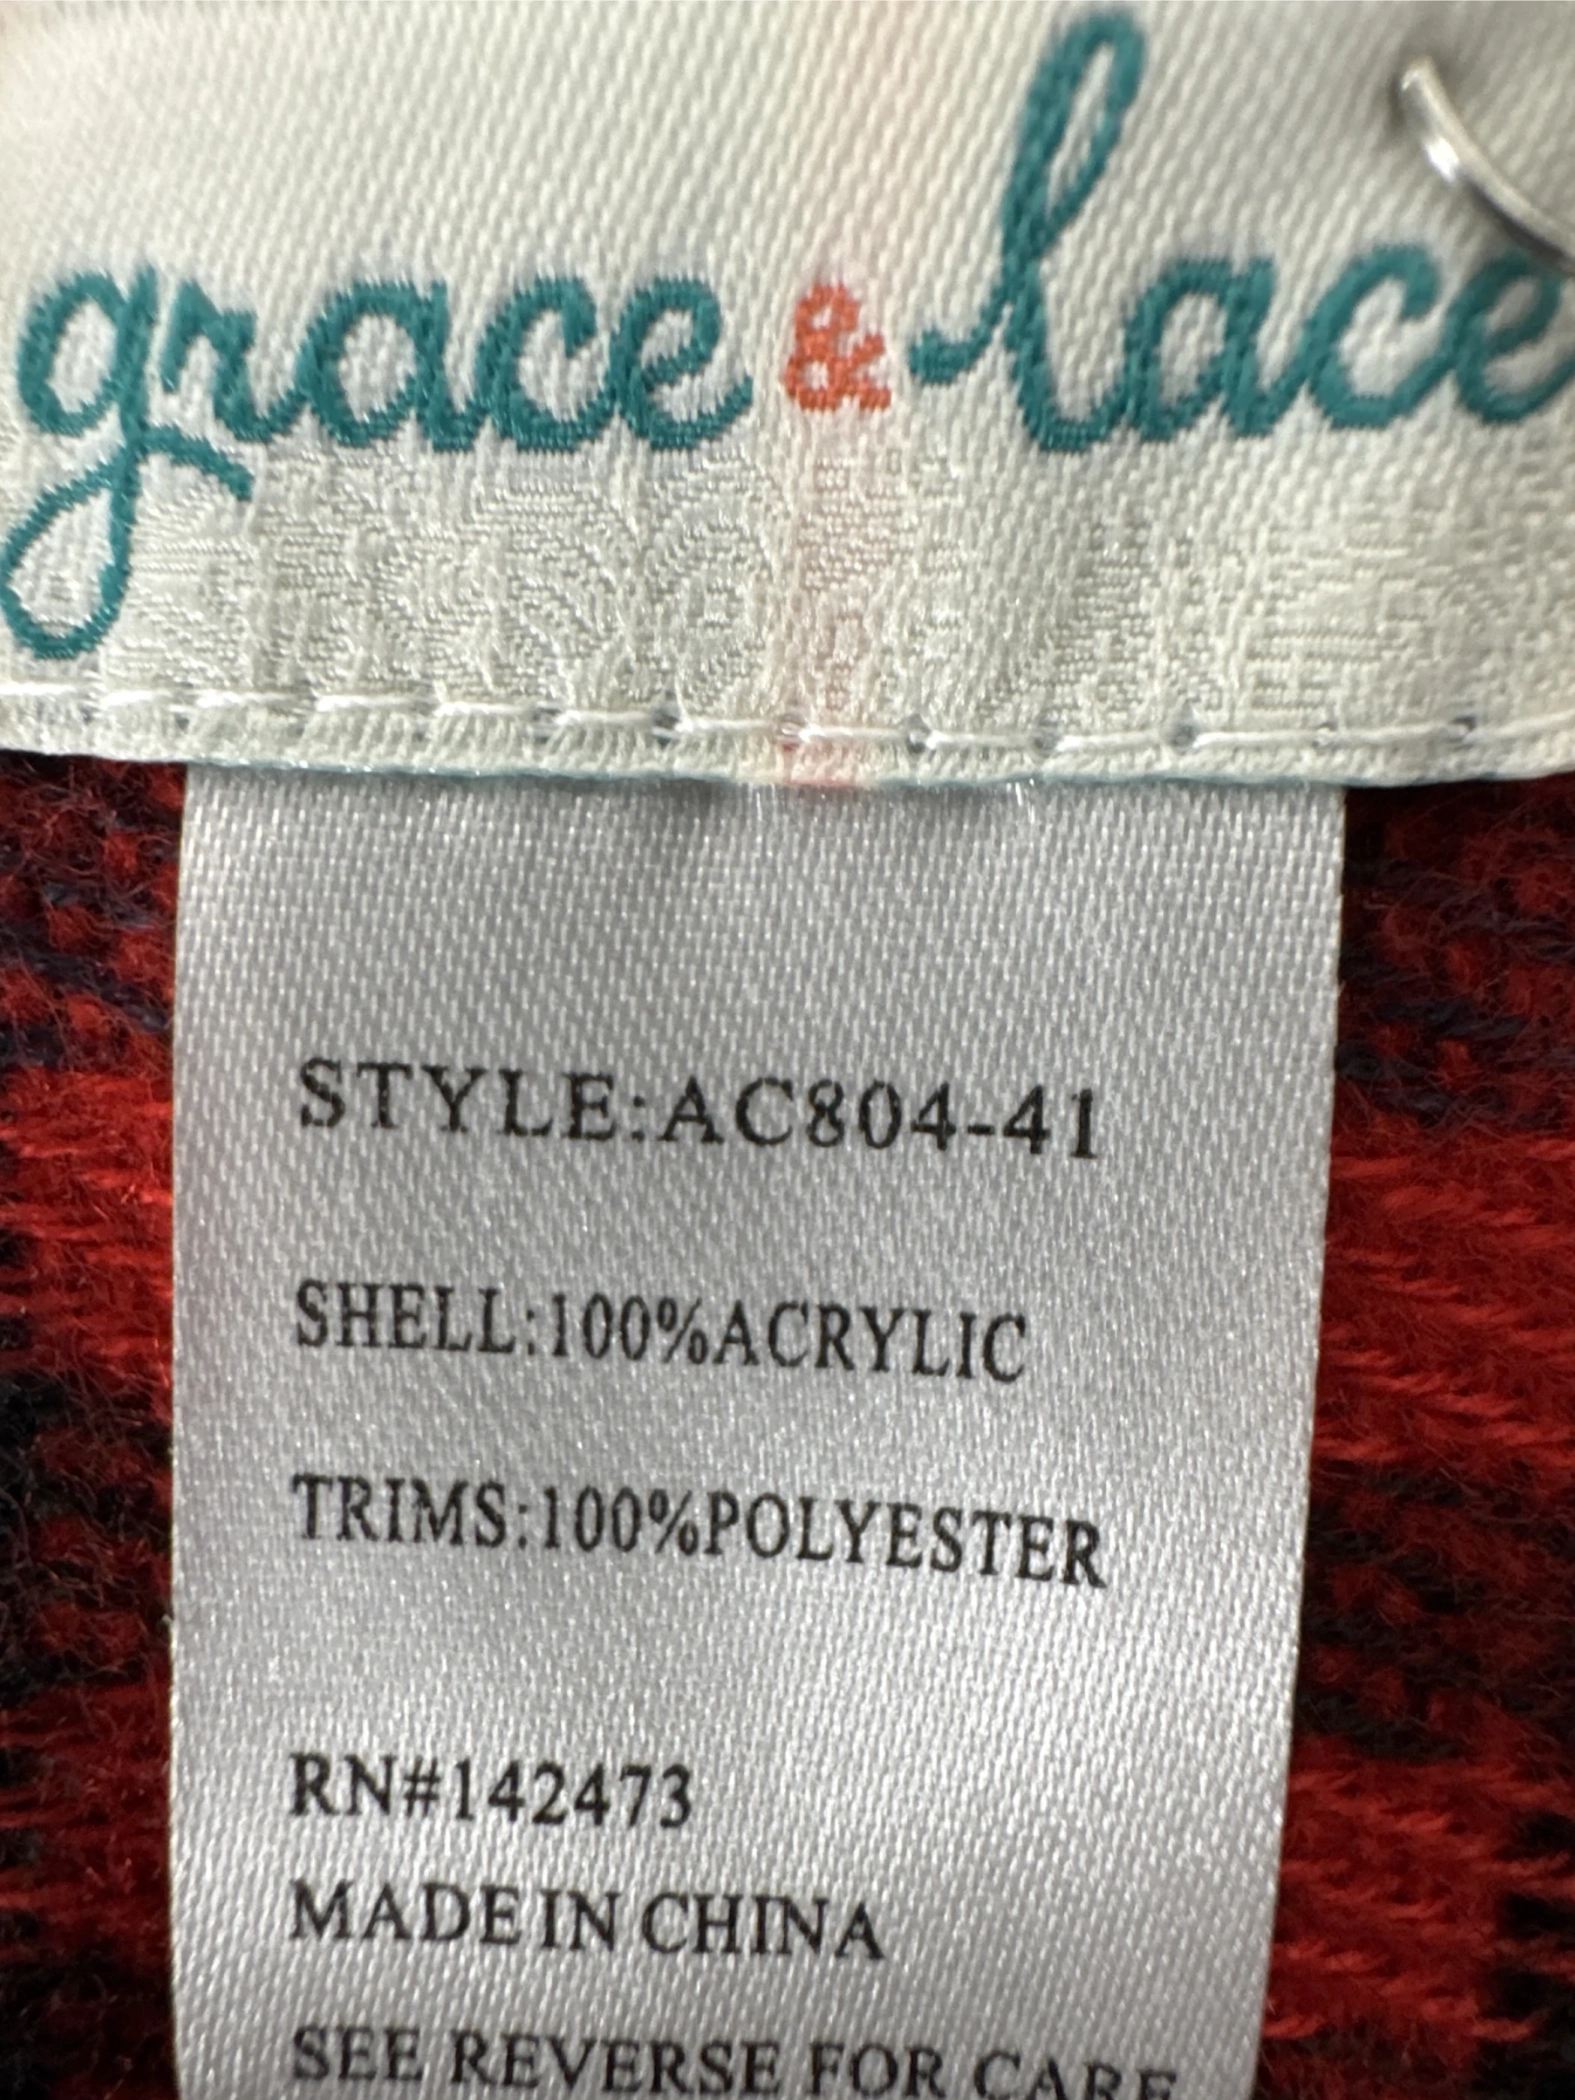 grace & lace
STYLE:AC804-41
SHELL:100%ACRYLIC
TRIMS:100%POLYESTER
RN#142473
MADE IN CHINA
SEE REVERSE FOR CARE